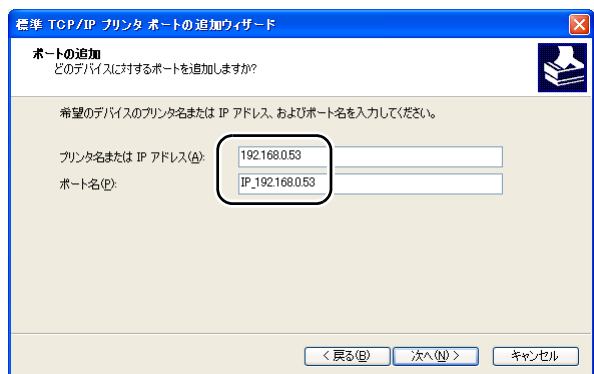 標準 TCP/IP プリンタ ポートの追加ウィザード
ポートの追加
どのデバイスに対するポートを追加しますか?
希望のデバイスのプリンタ名または IP アドレス、およびポート名を入力してください。
プリンタ名または IP アドレス(A): 192.168.0.53
ポート名(P): IP_192.168.0.53
< 戻る(B) 次へ(N) > キャンセル